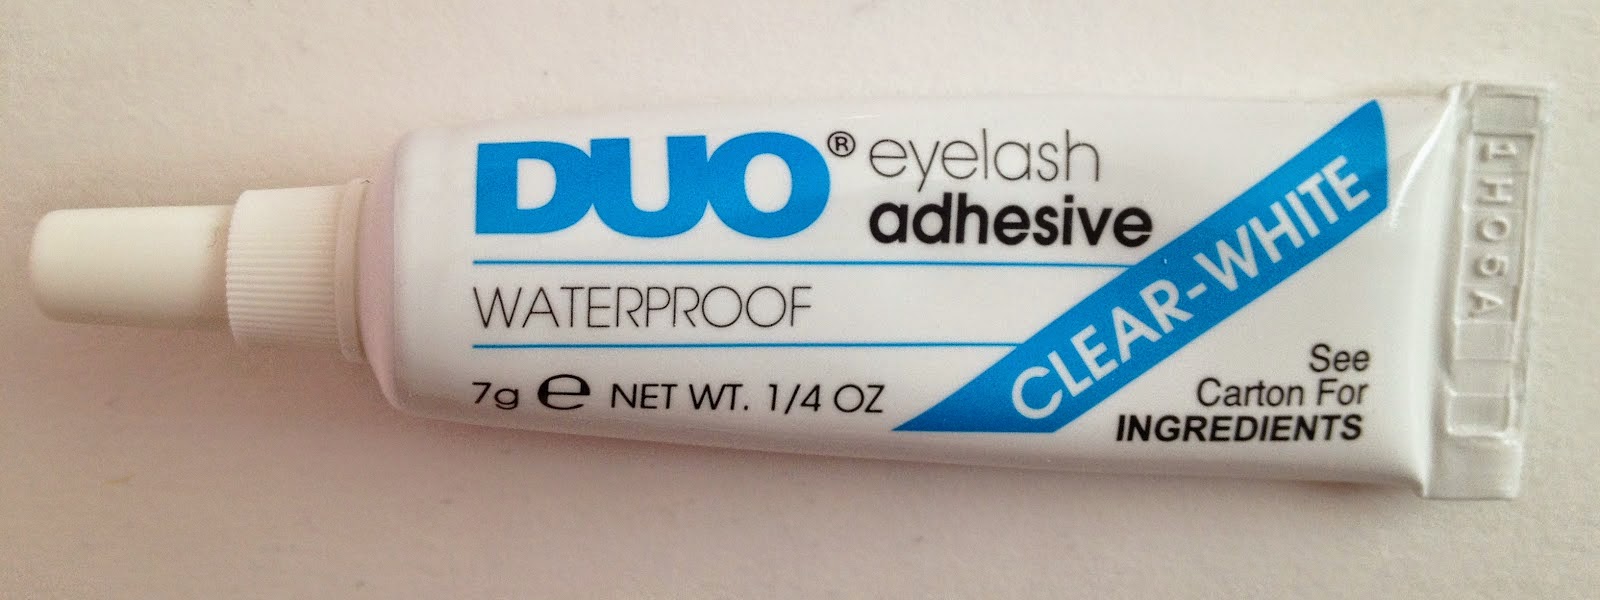 DUO® eyelash
adhesive
WATERPROOF
7g ℮ NET WT. 1/4 OZ
CLEAR-WHITE
See
Carton For
INGREDIENTS
1H05A